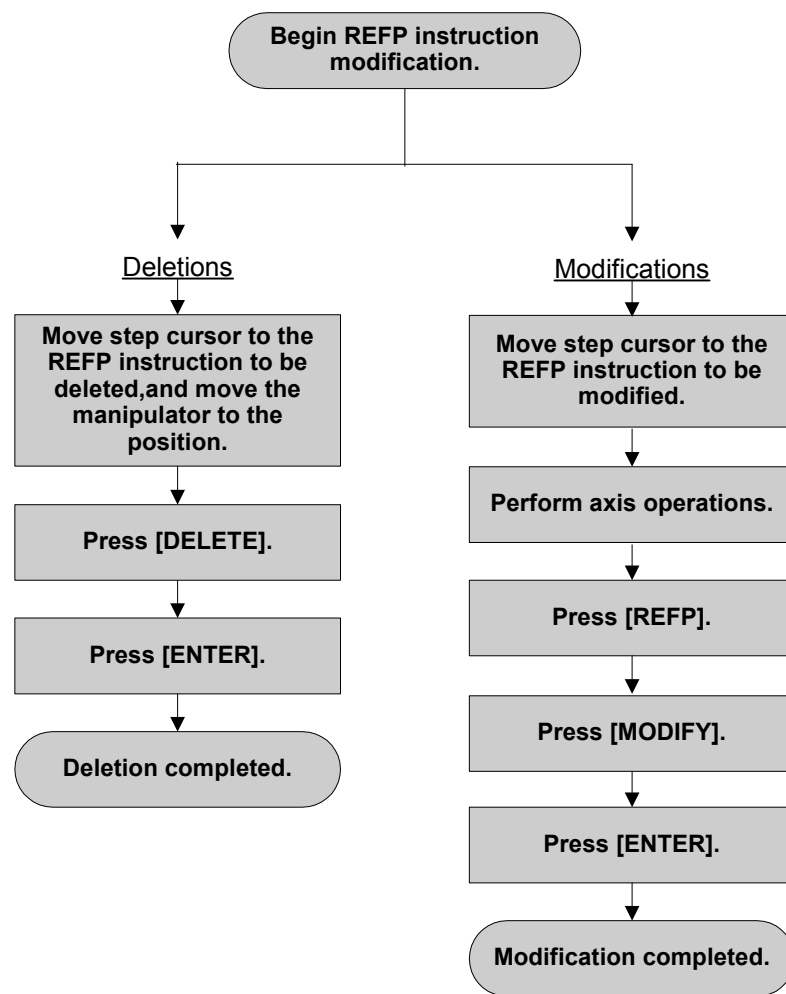 Begin REFP instruction
modification.
Deletions
Move step cursor to the
REFP instruction to be
deleted,and move the
manipulator to the
position.
Press [DELETE].
Press [ENTER].
Deletion completed.
Modifications
Move step cursor to the
REFP instruction to be
modified.
Perform axis operations.
Press [REFP].
Press [MODIFY].
Press [ENTER].
Modification completed.